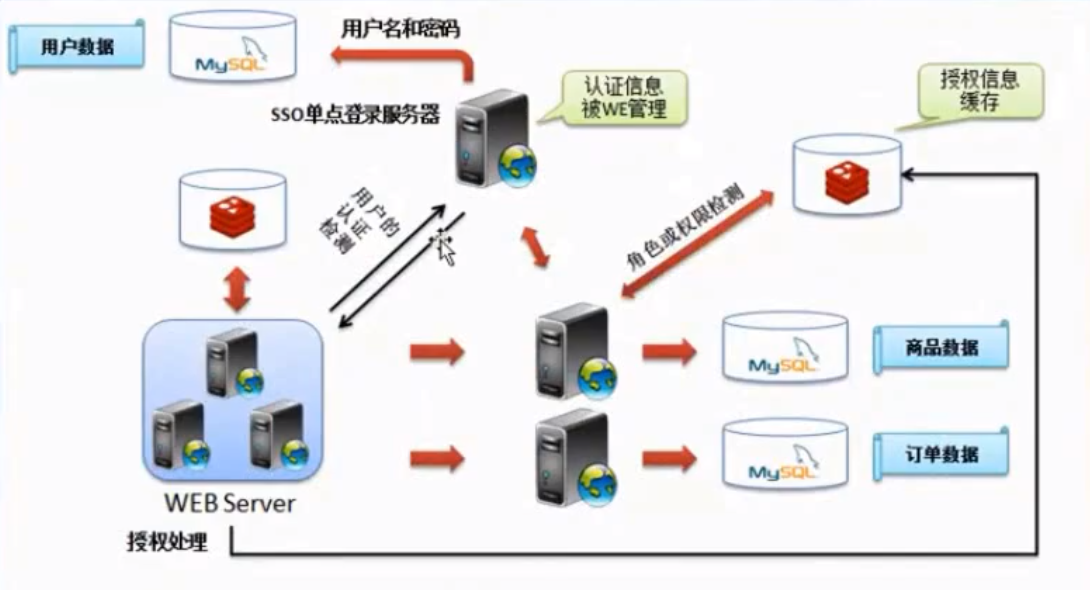 用户名和密码
用户数据
MySQL
SSO单点登录服务器
认证信息
被WE管理
授权信息
缓存
用户的
认证
检测
角色或权限检测
MySQL
商品数据
MySQL
订单数据
WEB Server
授权处理